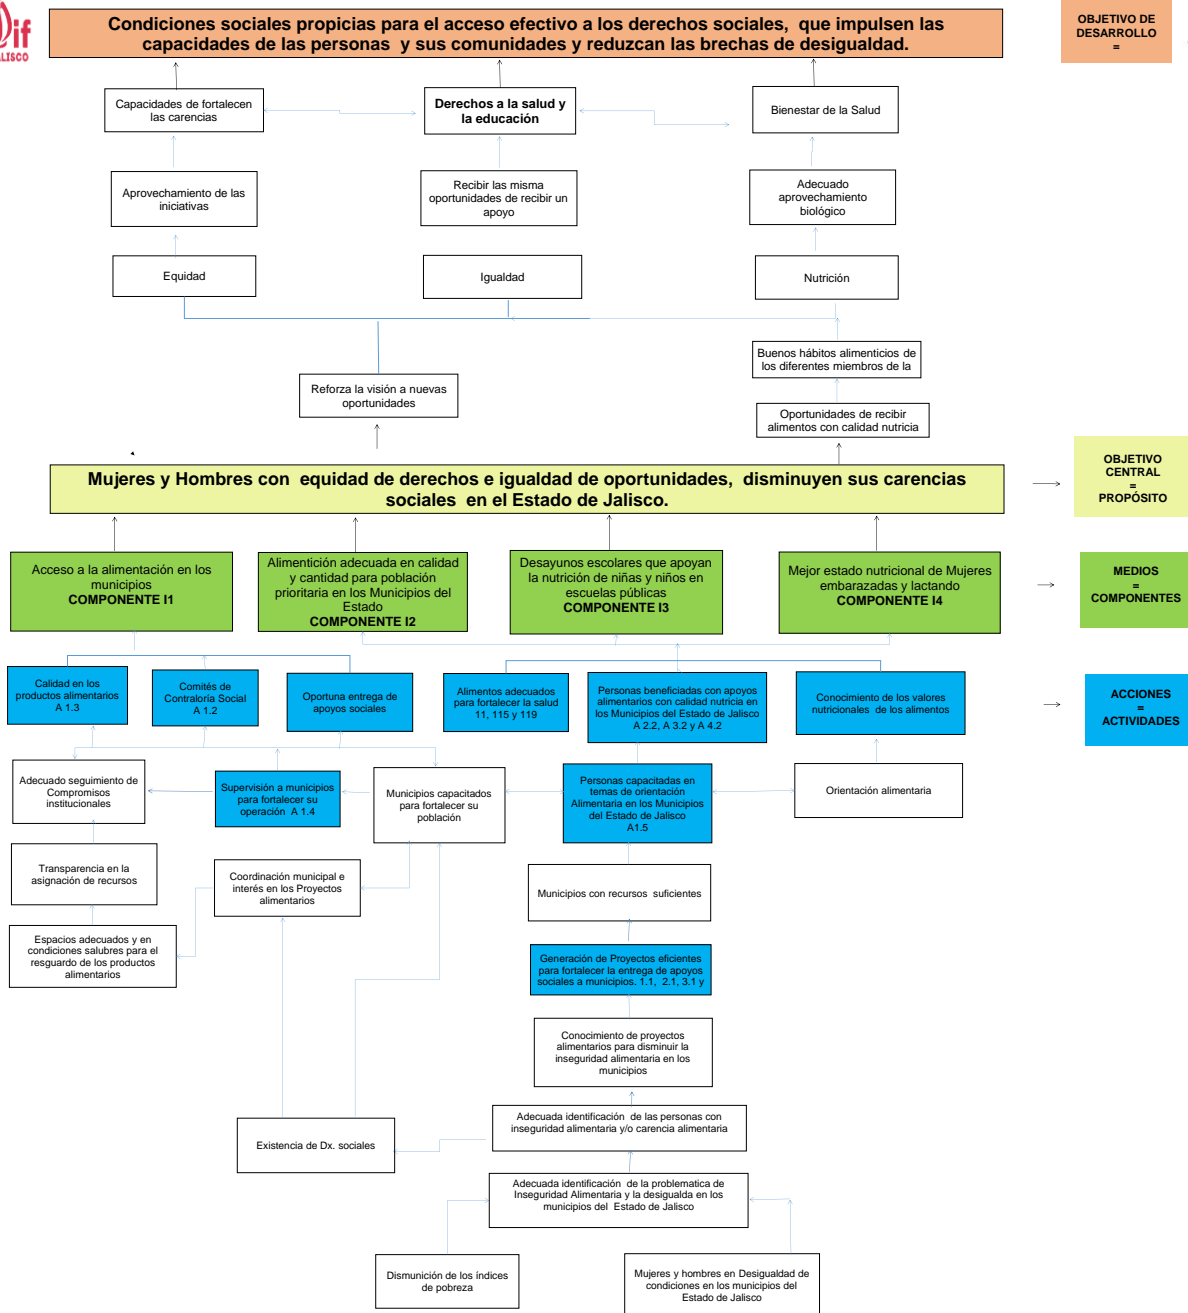 if
ALISCO
Condiciones sociales propicias para el acceso efectivo a los derechos sociales, que impulsen las
capacidades de las personas y sus comunidades y reduzcan las brechas de desigualdad.
OBJETIVO DE
DESARROLLO
=
Capacidades de fortalecen
las carencias
Derechos a la salud y
la educación
Bienestar de la Salud
Aprovechamiento de las
iniciativas
Recibir las misma
oportunidades de recibir un
apoyo
Adecuado
aprovechamiento
biológico
Equidad
Igualdad
Nutrición
Buenos hábitos alimenticios de
los diferentes miembros de la
Reforza la visión a nuevas
oportunidades
Oportunidades de recibir
alimentos con calidad nutricia
Mujeres y Hombres con equidad de derechos e igualdad de oportunidades, disminuyen sus carencias
sociales en el Estado de Jalisco.
OBJETIVO
CENTRAL
=
PROPÓSITO
Acceso a la alimentación en los
municipios
COMPONENTE I1
Alimentición adecuada en calidad
y cantidad para población
prioritaria en los Municipios del
Estado
COMPONENTE I2
Desayunos escolares que apoyan
la nutrición de niñas y niños en
escuelas públicas
COMPONENTE I3
Mejor estado nutricional de Mujeres
embarazadas y lactando
COMPONENTE I4
MEDIOS
=
COMPONENTES
Calidad en los
productos alimentarios
A 1.3
Comités de
Contraloría Social
A 1.2
Oportuna entrega de
apoyos sociales
Alimentos adecuados
para fortalecer la salud
11, 115 y 119
Personas beneficiadas con apoyos
alimentarios con calidad nutricia en
los Municipios del Estado de Jalisco
A 2.2, A 3.2 y A 4.2
Conocimiento de los valores
nutricionales de los alimentos
ACCIONES
=
ACTIVIDADES
Adecuado seguimiento de
Compromisos
institucionales
Supervisión a municipios
para fortalecer su
operación A 1.4
Municipios capacitados
para fortalecer su
población
Personas capacitadas en
temas de orientación
Alimentaria en los Municipios
del Estado de Jalisco
A1.5
Orientación alimentaria
Transparencia en la
asignación de recursos
Coordinación municipal e
interés en los Proyectos
alimentarios
Municipios con recursos suficientes
Espacios adecuados y en
condiciones salubres para el
resguardo de los productos
alimentarios
Generación de Proyectos eficientes
para fortalecer la entrega de apoyos
sociales a municipios. 1.1, 2.1, 3.1 y
Conocimiento de proyectos
alimentarios para disminuir la
inseguridad alimentaria en los
municipios
Adecuada identificación de las personas con
inseguridad alimentaria y/o carencia alimentaria
Existencia de Dx. sociales
Adecuada identificación de la problematica de
Inseguridad Alimentaria y la desigualda en los
municipios del Estado de Jalisco
Dismunición de los índices
de pobreza
Mujeres y hombres en Desigualdad de
condiciones en los municipios del
Estado de Jalisco